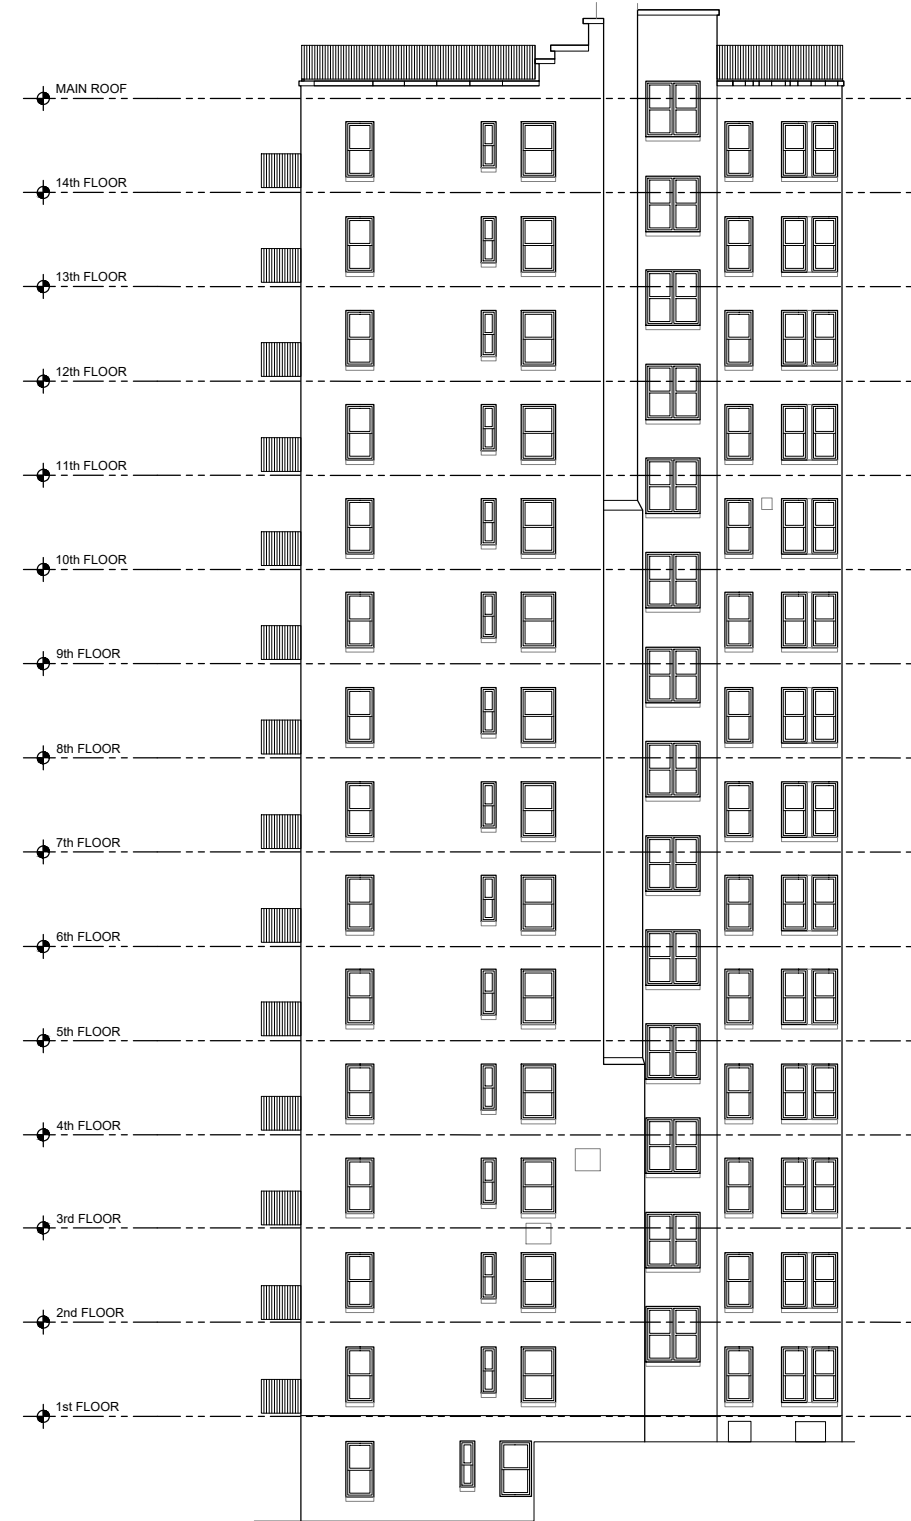 MAIN ROOF
14th FLOOR
13th FLOOR
12th FLOOR
11th FLOOR
10th FLOOR
9th FLOOR
8th FLOOR
7th FLOOR
6th FLOOR
5th FLOOR
4th FLOOR
3rd FLOOR
2nd FLOOR
1st FLOOR